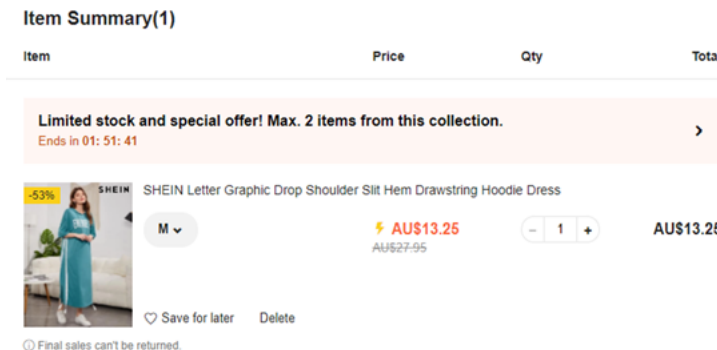 Item Summary(1)
Item Price Qty Tota
Limited stock and special offer! Max. 2 items from this collection.
Ends in 01: 51: 41
-53% SHEIN
SHEIN Letter Graphic Drop Shoulder Slit Hem Drawstring Hoodie Dress
M AU$13.25 − 1 + AU$13.25
AU$27.95
Save for later Delete
Final sales can't be returned.